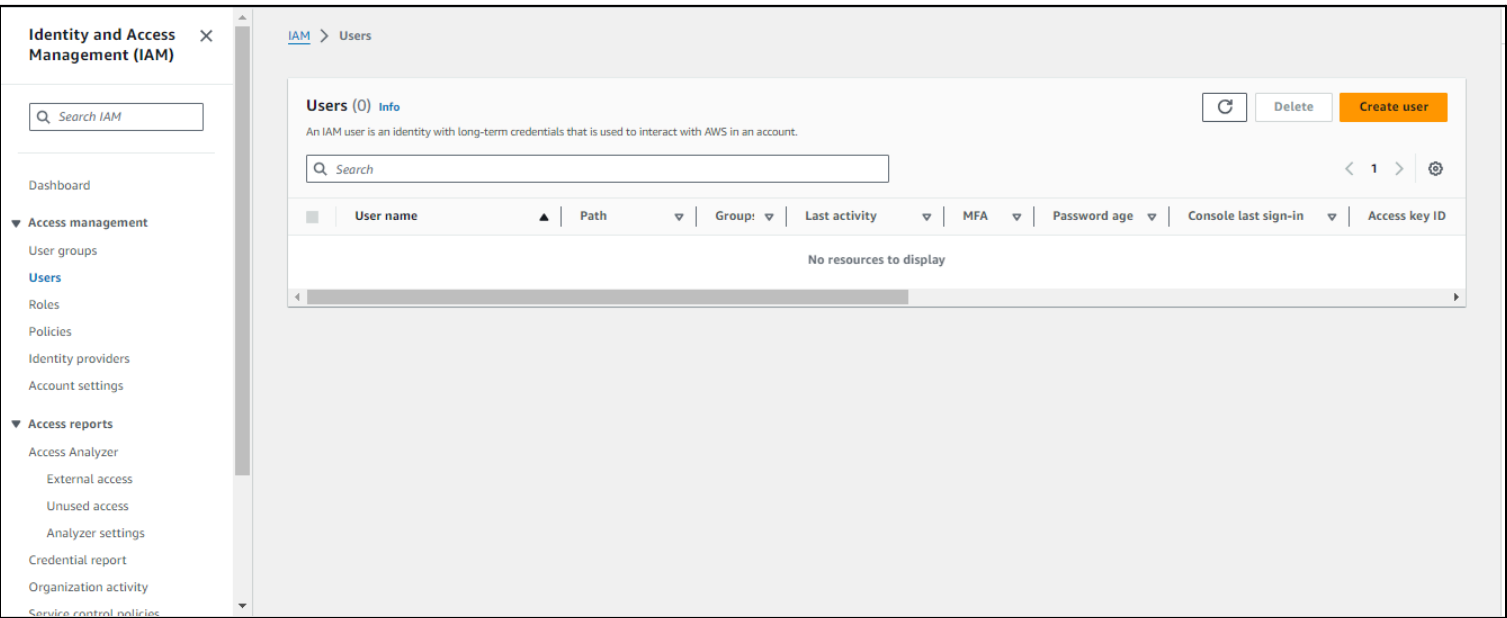 Identity and Access
Management (IAM)
Search IAM
Dashboard
Access management
User groups
Users
Roles
Policies
Identity providers
Account settings
Access reports
Access Analyzer
External access
Unused access
Analyzer settings
Credential report
Organization activity
Service control policies
IAM > Users
Users (0) Info
Delete
Create user
An IAM user is an identity with long-term credentials that is used to interact with AWS in an account.
Search
1
User name Path Group: Last activity MFA Password age Console last sign-in Access key ID
No resources to display